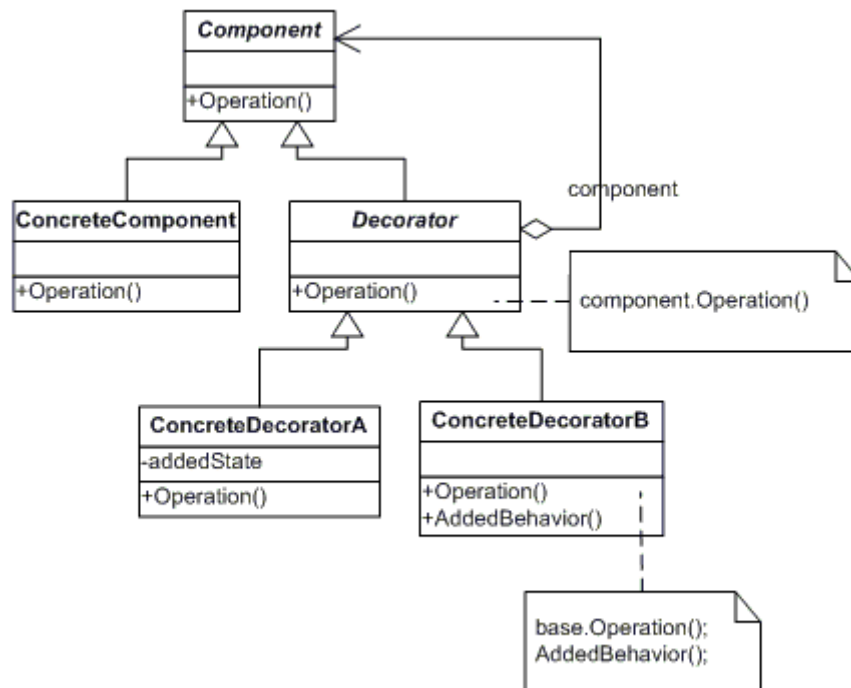 Component
+Operation()
component
ConcreteComponent
+Operation()
Decorator
+Operation()
component.Operation()
ConcreteDecoratorA
-addedState
+Operation()
ConcreteDecoratorB
+Operation()
+AddedBehavior()
base.Operation();
AddedBehavior();